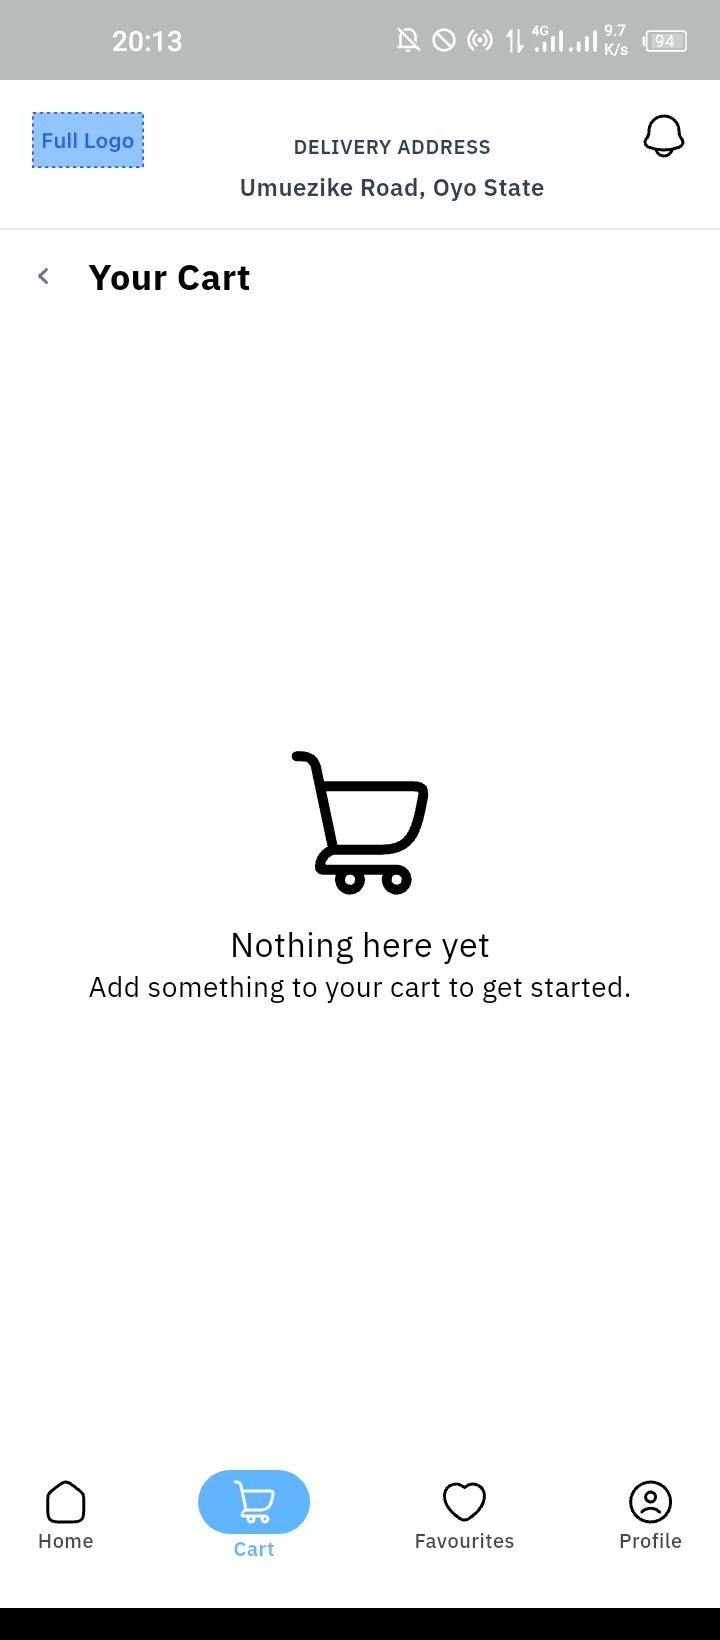 20:13
4G
9.7
K/s
94
Full Logo
DELIVERY ADDRESS
Umuezike Road, Oyo State
Your Cart
Nothing here yet
Add something to your cart to get started.
Home
Cart
Favourites
Profile